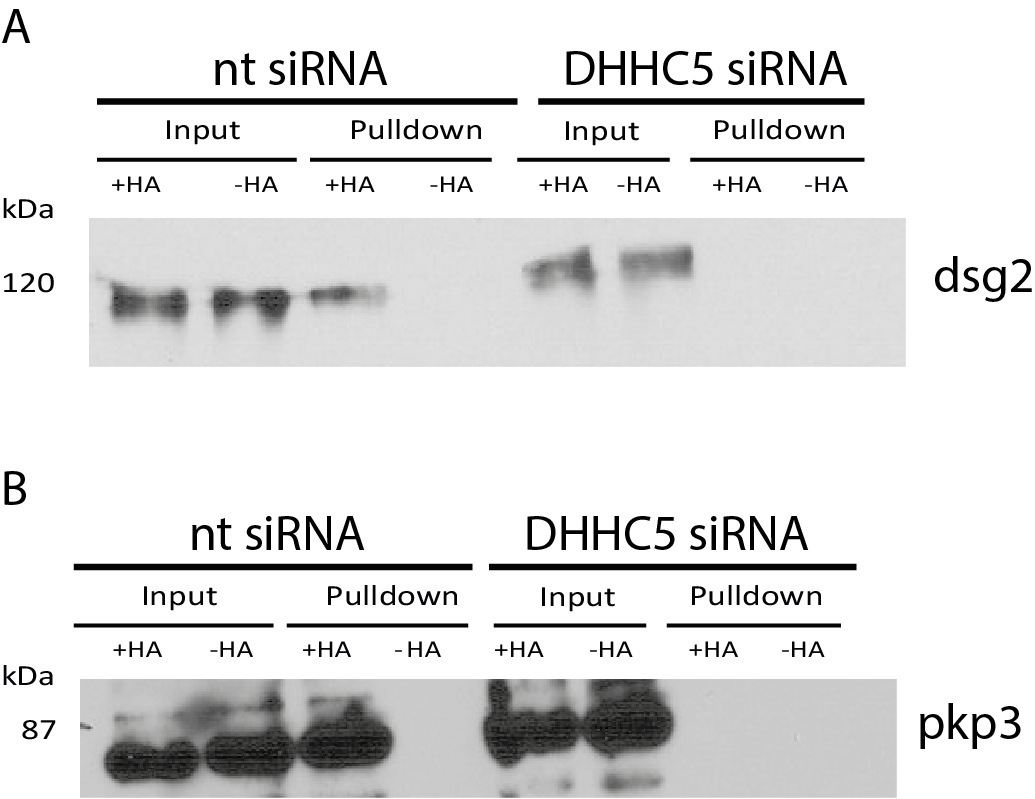 A
nt siRNA DHHC5 siRNA
Input Pulldown Input Pulldown
+HA -HA +HA -HA +HA -HA +HA -HA
kDa
120
dsg2
B
nt siRNA DHHC5 siRNA
Input Pulldown Input Pulldown
+HA -HA +HA -HA +HA -HA +HA -HA
kDa
87
pkp3